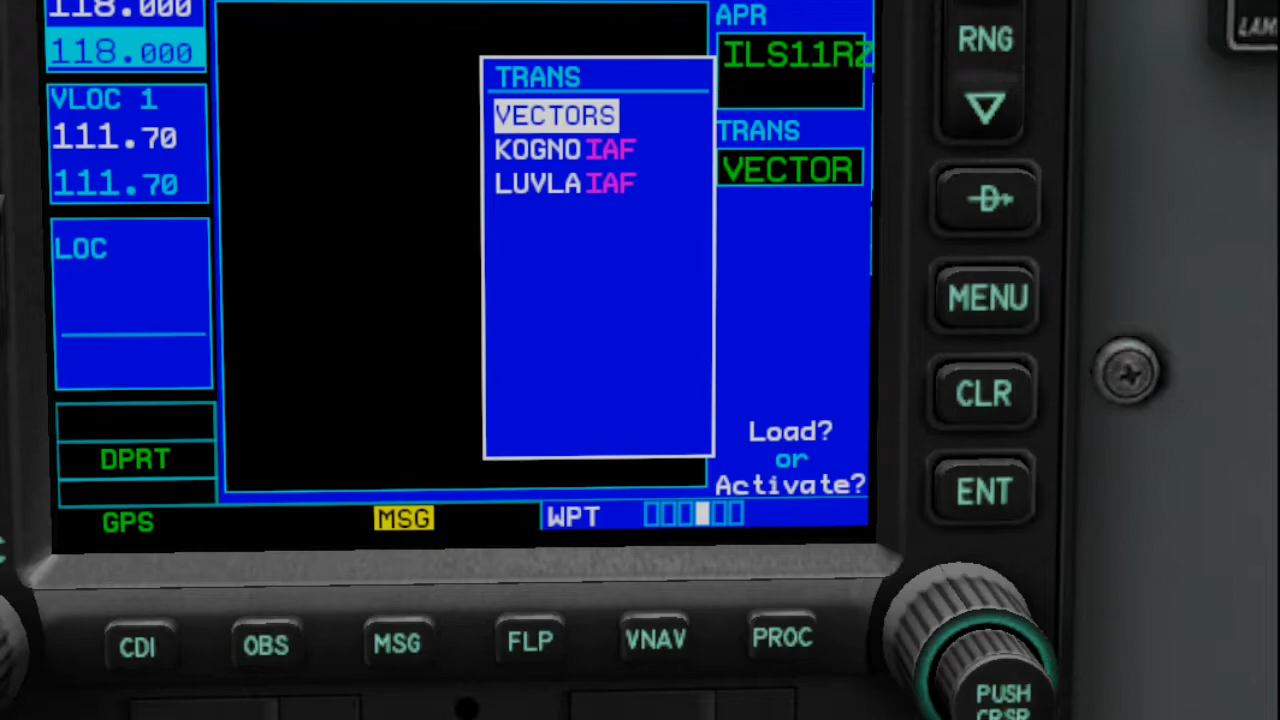 118.000
118.000
VLOC 1
111.70
111.70
LOC
DPRT
GPS
MSG
TRANS
VECTORS
KOGNO IAF
LUVLA IAF
APR
ILS11RZ
TRANS
VECTOR
Load?
or
Activate?
WPT
RNG
D
MENU
CLR
ENT
CDI
OBS
MSG
FLP
VNAV
PROC
PUSH
CRSR